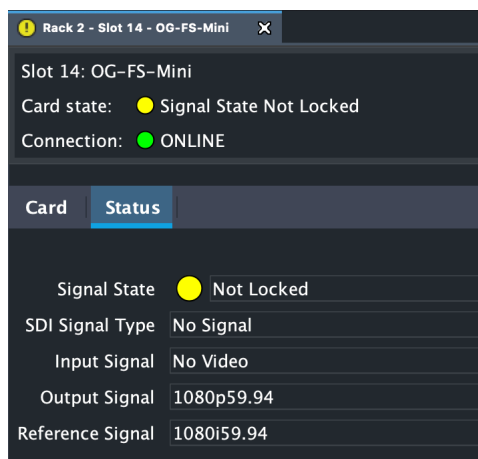 ! Rack 2 - Slot 14 - OG-FS-Mini X
Slot 14: OG-FS-Mini
Card state: Signal State Not Locked
Connection: ONLINE
Card Status
Signal State Not Locked
SDI Signal Type No Signal
Input Signal No Video
Output Signal 1080p59.94
Reference Signal 1080i59.94